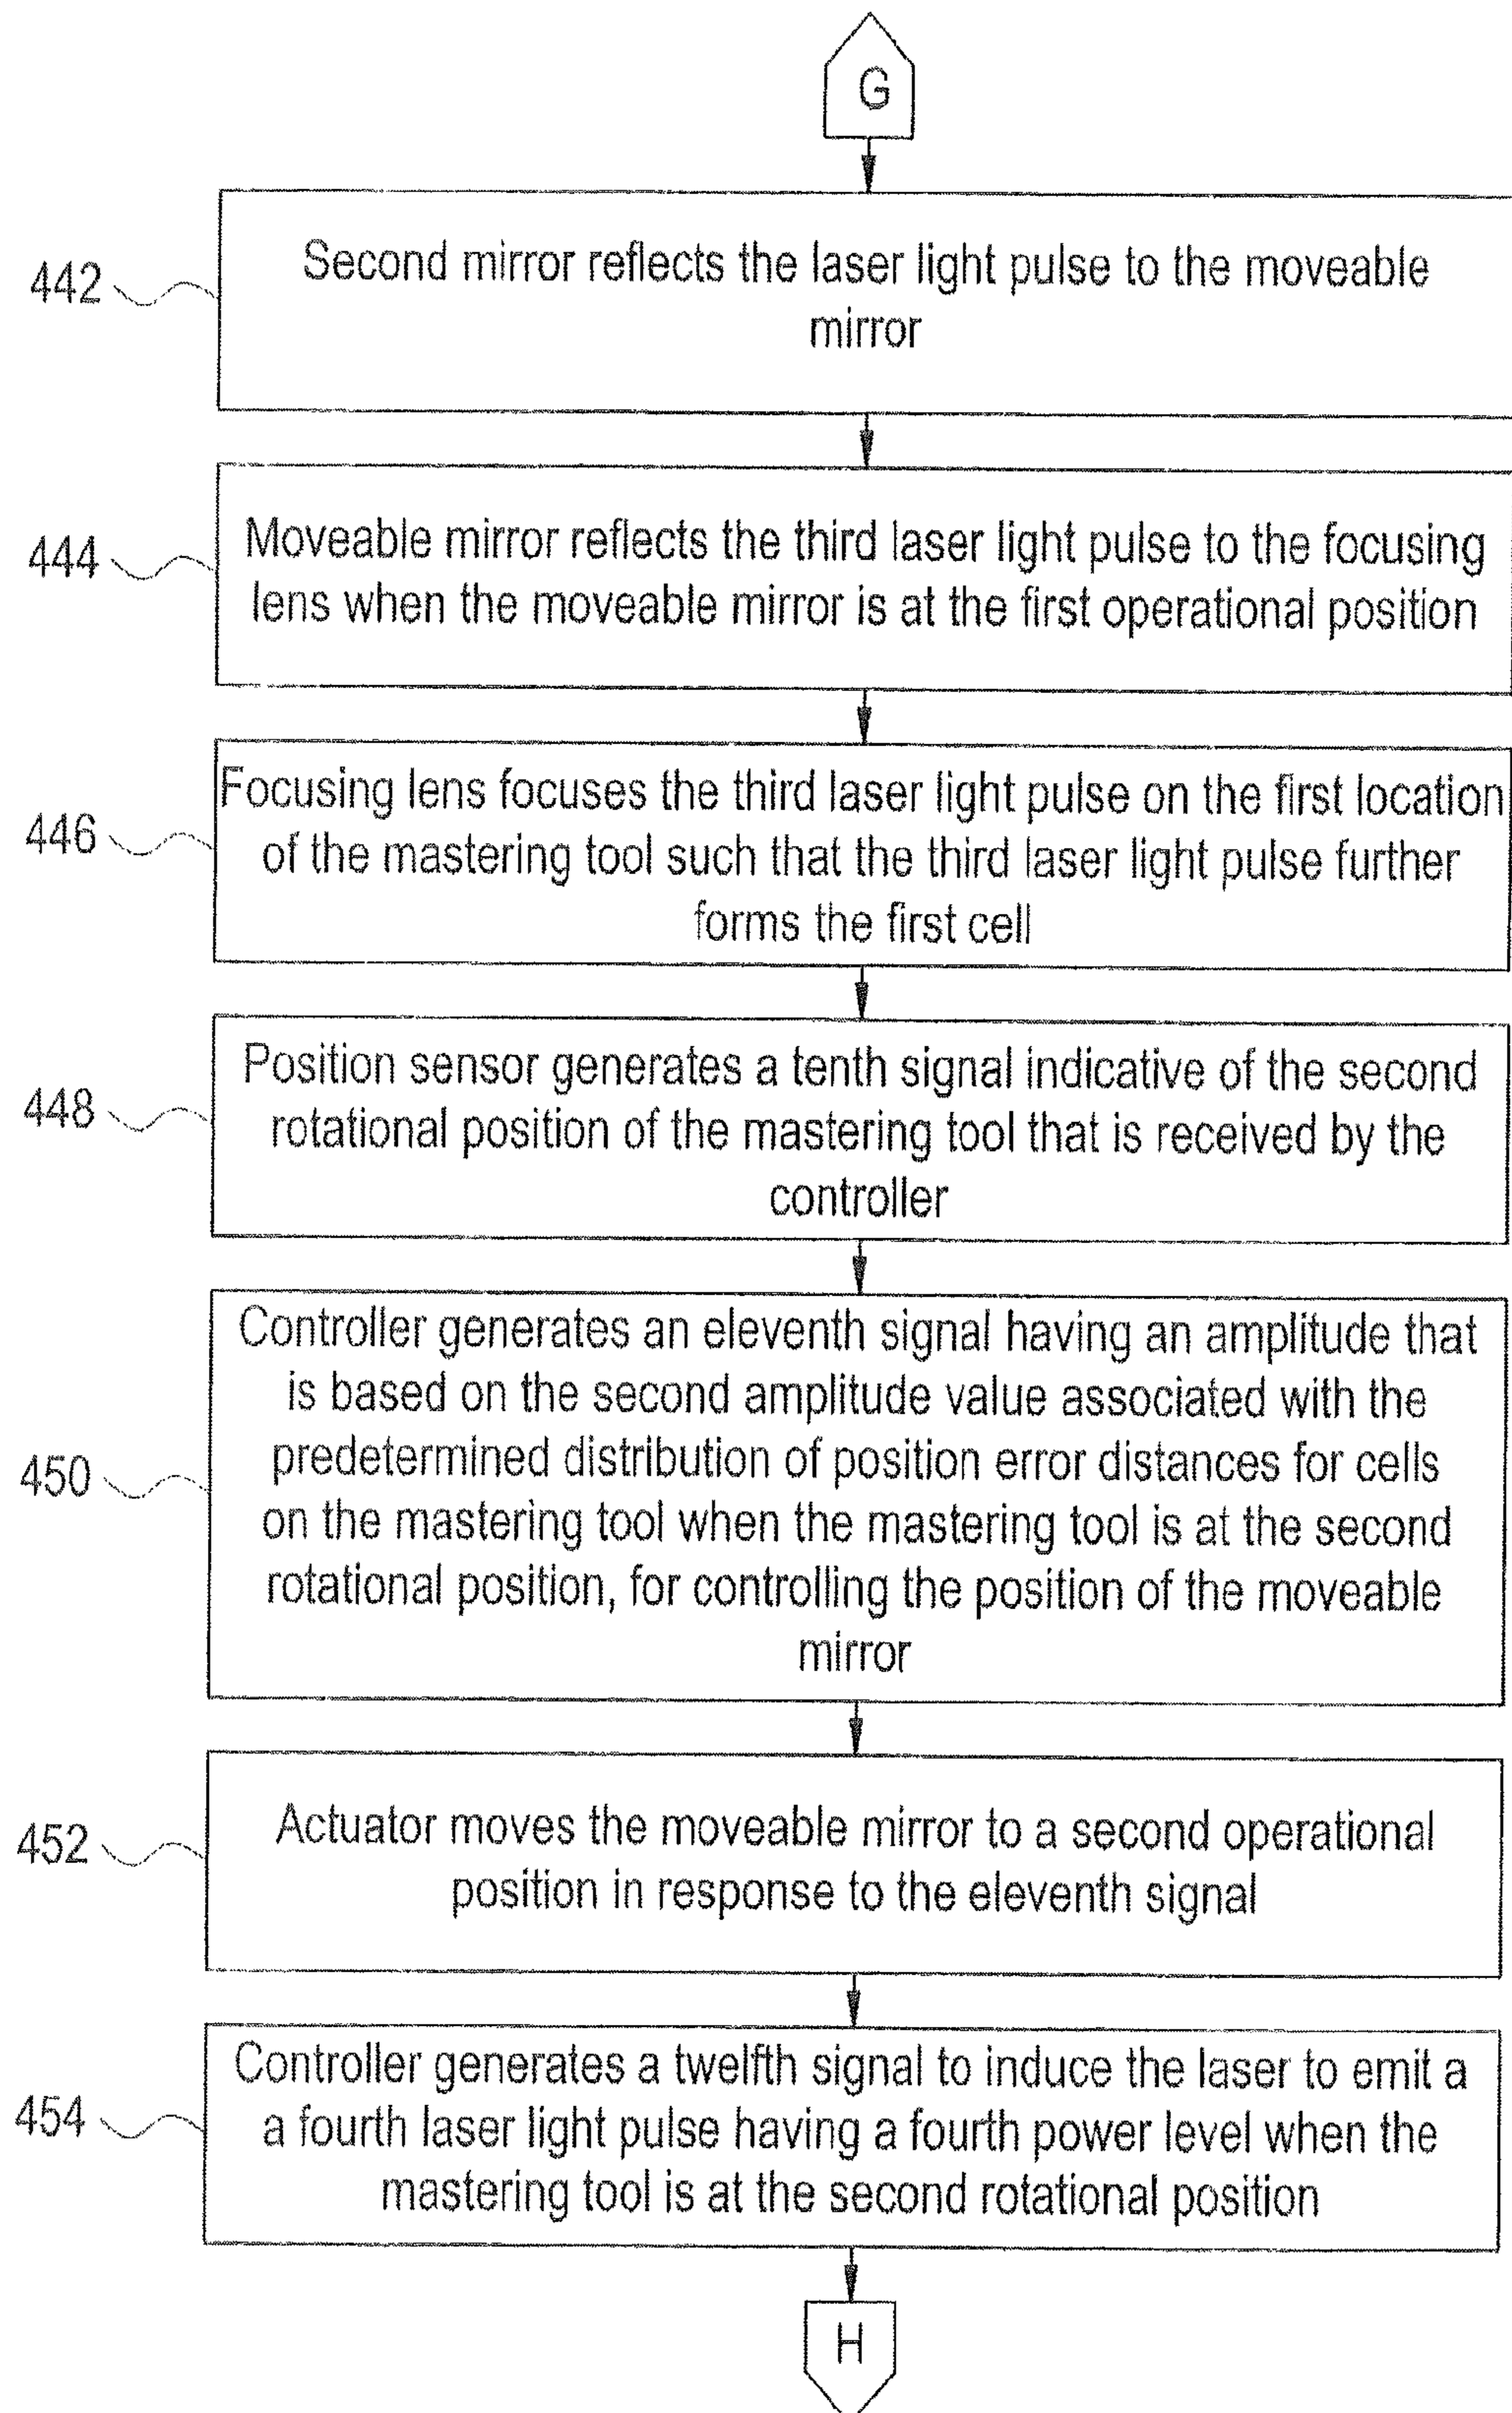 G
442
Second mirror reflects the laser light pulse to the moveable
mirror
444
Moveable mirror reflects the third laser light pulse to the focusing
lens when the moveable mirror is at the first operational position
446
Focusing lens focuses the third laser light pulse on the first location
of the mastering tool such that the third laser light pulse further
forms the first cell
448
Position sensor generates a tenth signal indicative of the second
rotational position of the mastering tool that is received by the
controller
450
Controller generates an eleventh signal having an amplitude that
is based on the second amplitude value associated with the
predetermined distribution of position error distances for cells
on the mastering tool when the mastering tool is at the second
rotational position, for controlling the position of the moveable
mirror
452
Actuator moves the moveable mirror to a second operational
position in response to the eleventh signal
454
Controller generates a twelfth signal to induce the laser to emit a
a fourth laser light pulse having a fourth power level when the
mastering tool is at the second rotational position
H